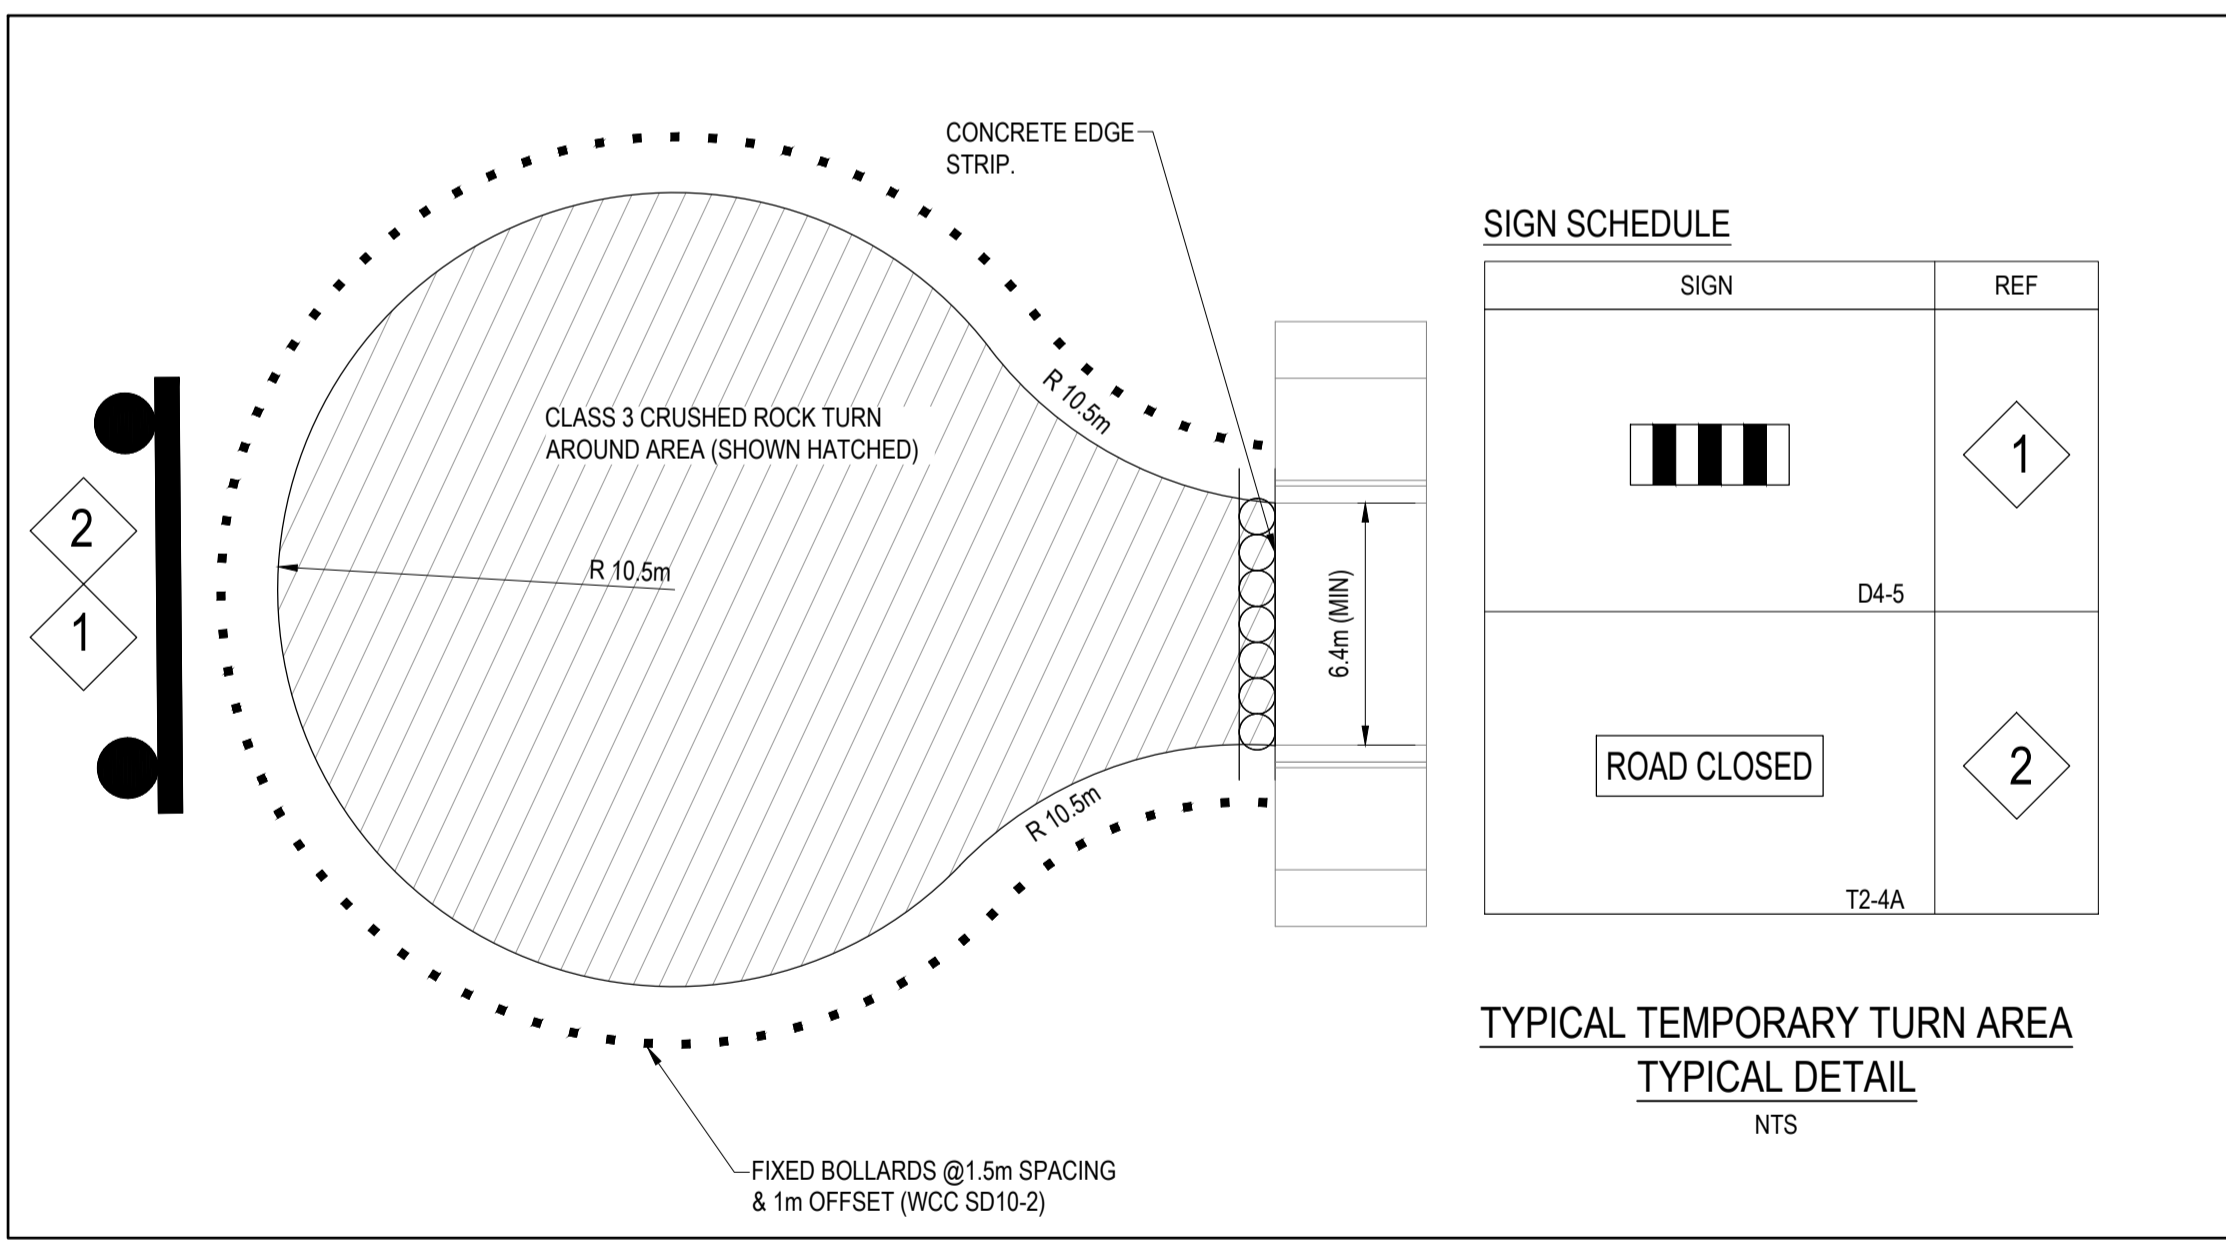 CONCRETE EDGE
STRIP.
CLASS 3 CRUSHED ROCK TURN
AROUND AREA (SHOWN HATCHED)
R 10.5m
R 10.5m
R 10.5m
6.4m (MIN)
2
1
FIXED BOLLARDS @1.5m SPACING
& 1m OFFSET (WCC SD10-2)
SIGN SCHEDULE
SIGN REF
1
D4-5
ROAD CLOSED 2
T2-4A
TYPICAL TEMPORARY TURN AREA
TYPICAL DETAIL
NTS